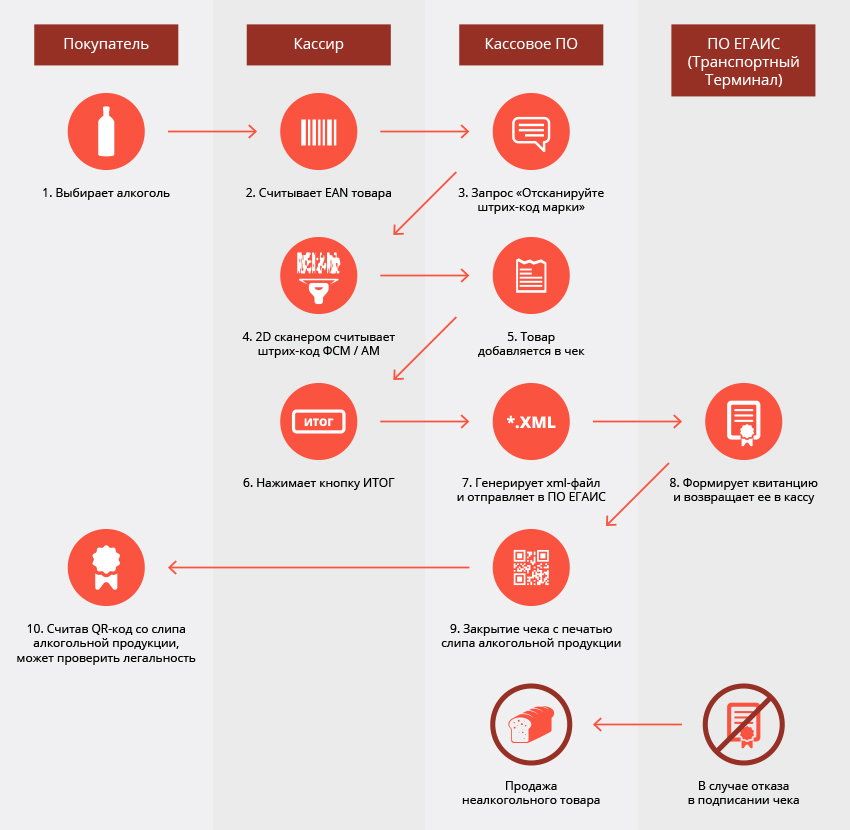 Покупатель
Кассир
Кассовое ПО
ПО ЕГАИС
(Транспортный
Терминал)
1. Выбирает алкоголь
2. Считывает EAN товара
3. Запрос «Отсканируйте
штрих-код марки»
4. 2D сканером считывает
штрих-код ФСМ / АМ
5. Товар
добавляется в чек
ИТОГ
*.XML
6. Нажимает кнопку ИТОГ
7. Генерирует xml-файл
и отправляет в ПО ЕГАИС
8. Формирует квитанцию
и возвращает ее в кассу
10. Считав QR-код со слипа
алкогольной продукции,
может проверить легальность
9. Закрытие чека с печатью
слипа алкогольной продукции
Продажа
неалкогольного товара
В случае отказа
в подписании чека